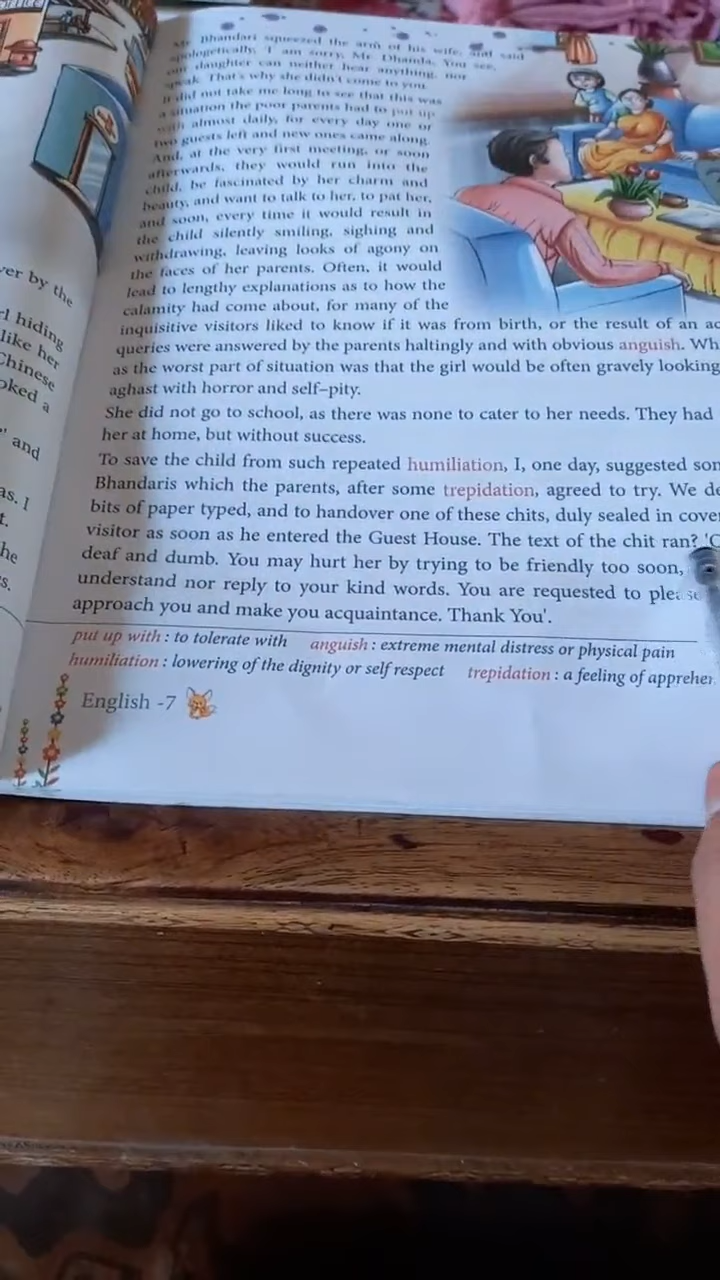 Mr Bhandari squeezed the arm of his wife, and said
apologetically, 'I am sorry, Mr Dhanda. You see,
our daughter can neither hear anything, nor
speak. That's why she didn't come to you.
It did not take me long to see that this was
a situation the poor parents had to put up
with almost daily, for every day one or
two guests left and new ones came along.
And, at the very first meeting, or soon
afterwards, they would run into the
child, be fascinated by her charm and
beauty, and want to talk to her, to pat her,
and soon, every time it would result in
the child silently smiling, sighing and
withdrawing, leaving looks of agony on
the faces of her parents. Often, it would
lead to lengthy explanations as to how the
calamity had come about, for many of the
inquisitive visitors liked to know if it was from birth, or the result of an ac
queries were answered by the parents haltingly and with obvious anguish. Wh
as the worst part of situation was that the girl would be often gravely looking
aghast with horror and self-pity.
She did not go to school, as there was none to cater to her needs. They had
her at home, but without success.
To save the child from such repeated humiliation, I, one day, suggested som
Bhandaris which the parents, after some trepidation, agreed to try. We de
bits of paper typed, and to handover one of these chits, duly sealed in cover
visitor as soon as he entered the Guest House. The text of the chit ran? 'O
deaf and dumb. You may hurt her by trying to be friendly too soon,
understand nor reply to your kind words. You are requested to please
approach you and make you acquaintance. Thank You'.
put up with : to tolerate with anguish : extreme mental distress or physical pain
humiliation : lowering of the dignity or self respect trepidation : a feeling of apprehen
English -7
ver by the
rl hiding
like her
Chinese
oked a
," and
as. I
t.
he
s.